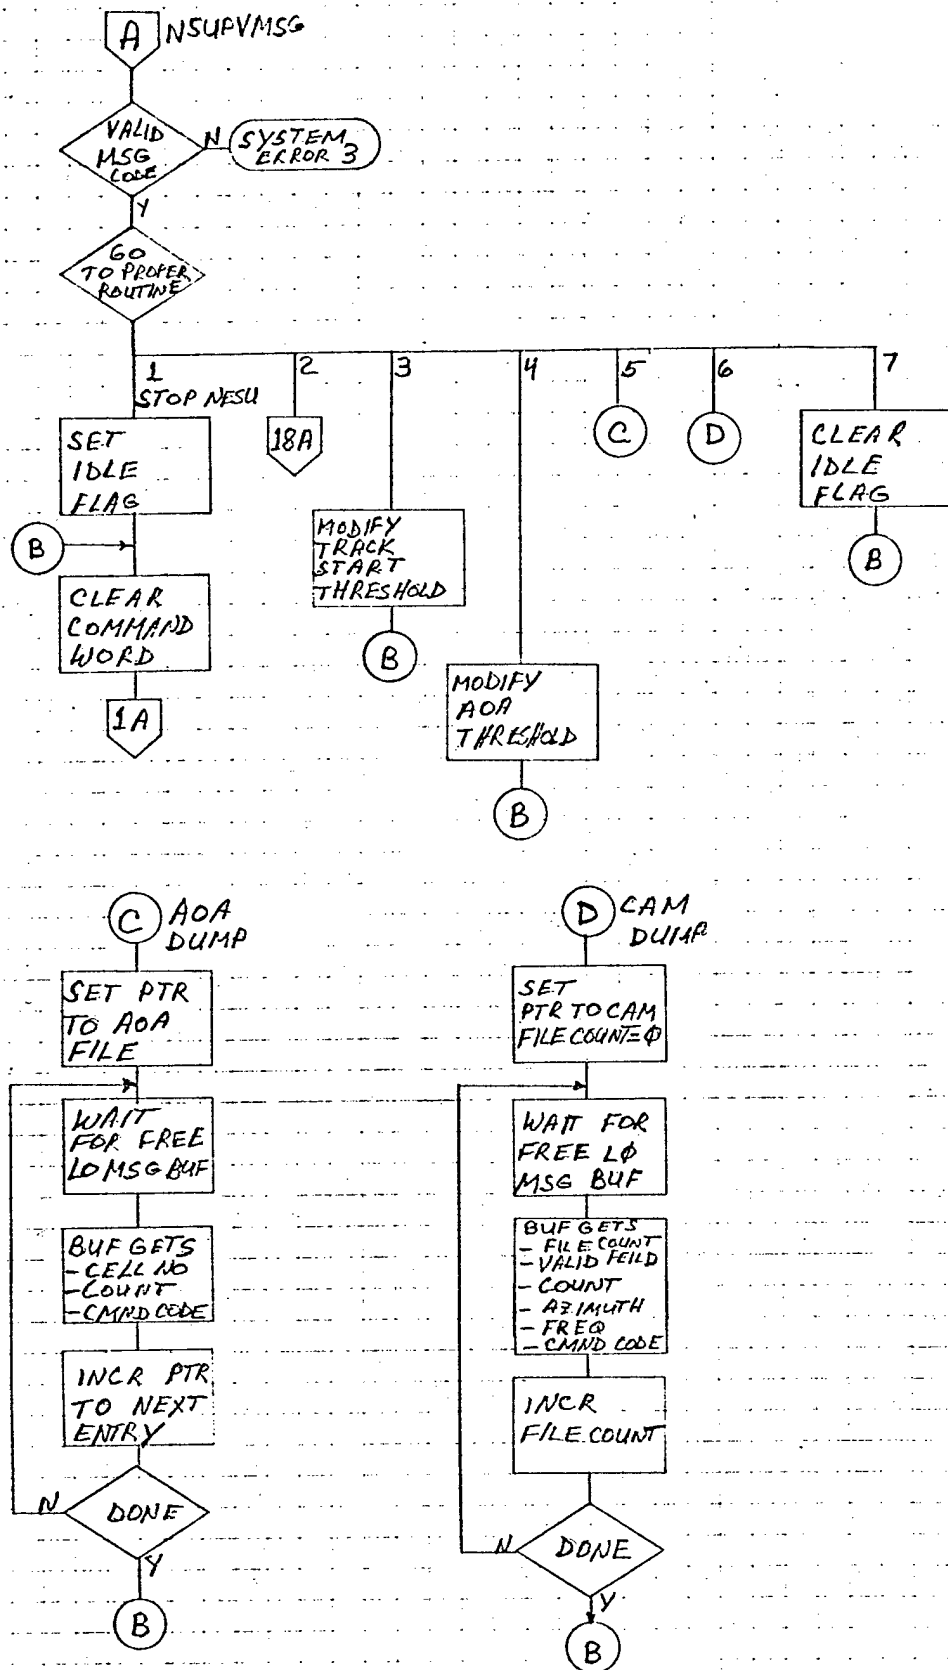 A NSUPVMSG
VALID
MSG
CODE
N
SYSTEM
ERROR 3
Y
GO
TO PROPER
ROUTINE
1
STOP NESU
2
3
4
5
6
7
SET
IDLE
FLAG
18A
C
D
CLEAR
IDLE
FLAG
B
MODIFY
TRACK
START
THRESHOLD
B
CLEAR
COMMAND
WORD
B
1A
MODIFY
AOA
THRESHOLD
B
B
C AOA
DUMP
SET PTR
TO AOA
FILE
WAIT
FOR FREE
LO MSG BUF
BUF GETS
- CELL NO
- COUNT
- CMND CODE
INCR PTR
TO NEXT
ENTRY
N
DONE
Y
B
D CAM
DUMP
SET
PTR TO CAM
FILE COUNT=Ø
WAIT FOR
FREE LØ
MSG BUF
BUF GETS
- FILE COUNT
- VALID FEILD
- COUNT
- AZIMUTH
- FREQ
- CMND CODE
INCR
FILE COUNT
N
DONE
Y
B